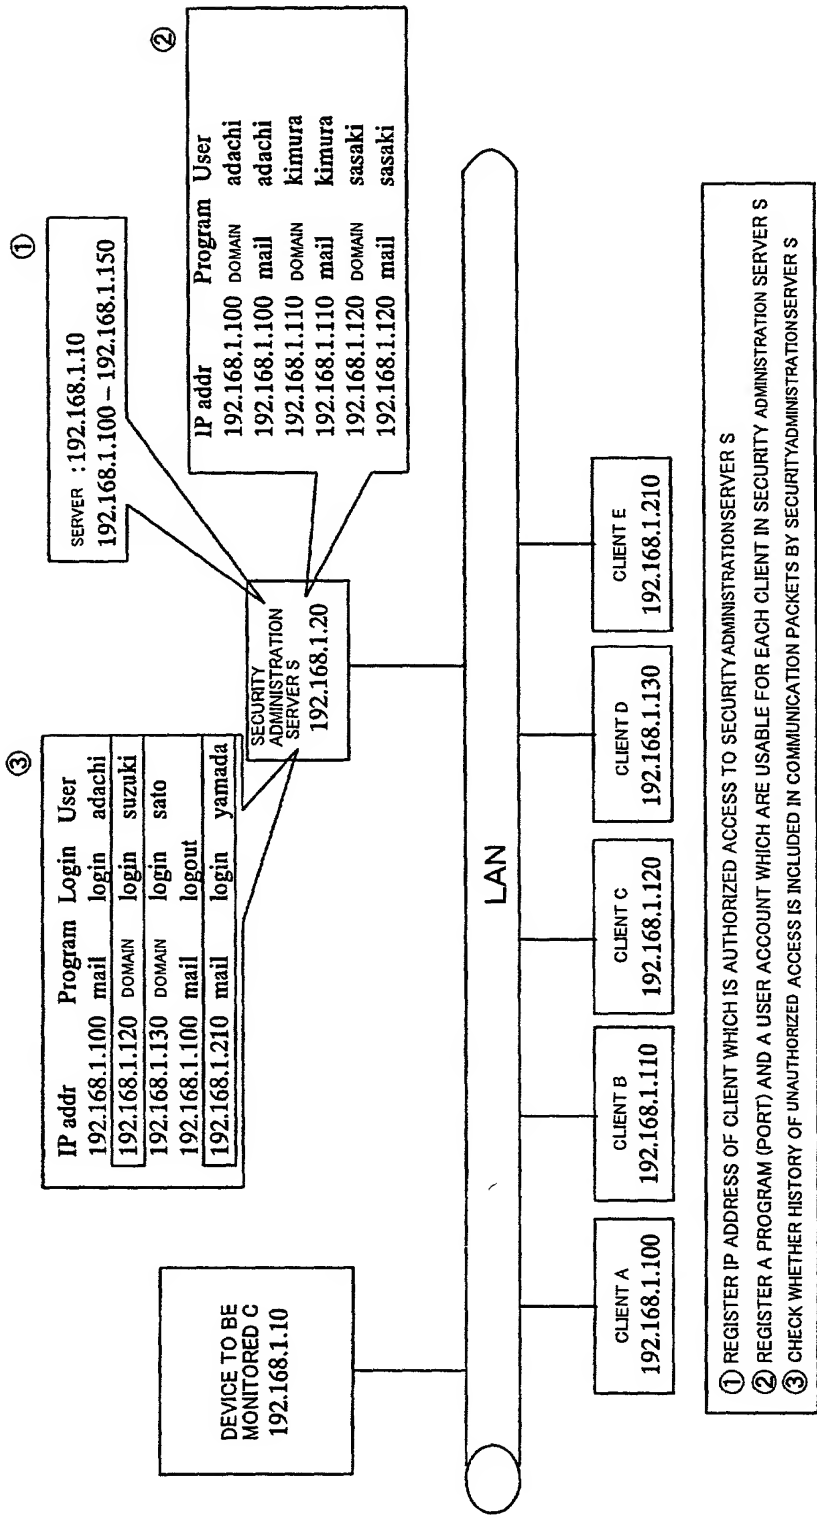 ①
SERVER : 192.168.1.10
192.168.1.100 – 192.168.1.150
②
IP addr Program User
192.168.1.100 DOMAIN adachi
192.168.1.100 mail adachi
192.168.1.110 DOMAIN kimura
192.168.1.110 mail kimura
192.168.1.120 DOMAIN sasaki
192.168.1.120 mail sasaki
③
IP addr Program Login User
192.168.1.100 mail login adachi
192.168.1.120 DOMAIN login suzuki
192.168.1.130 DOMAIN login sato
192.168.1.100 mail logout
192.168.1.210 mail login yamada
SECURITY
ADMINISTRATION
SERVER S
192.168.1.20
DEVICE TO BE
MONITORED C
192.168.1.10
LAN
CLIENT A
192.168.1.100
CLIENT B
192.168.1.110
CLIENT C
192.168.1.120
CLIENT D
192.168.1.130
CLIENT E
192.168.1.210
① REGISTER IP ADDRESS OF CLIENT WHICH IS AUTHORIZED ACCESS TO SECURITYADMINISTRATIONSERVER S
② REGISTER A PROGRAM (PORT) AND A USER ACCOUNT WHICH ARE USABLE FOR EACH CLIENT IN SECURITY ADMINISTRATION SERVER S
③ CHECK WHETHER HISTORY OF UNAUTHORIZED ACCESS IS INCLUDED IN COMMUNICATION PACKETS BY SECURITYADMINISTRATIONSERVER S